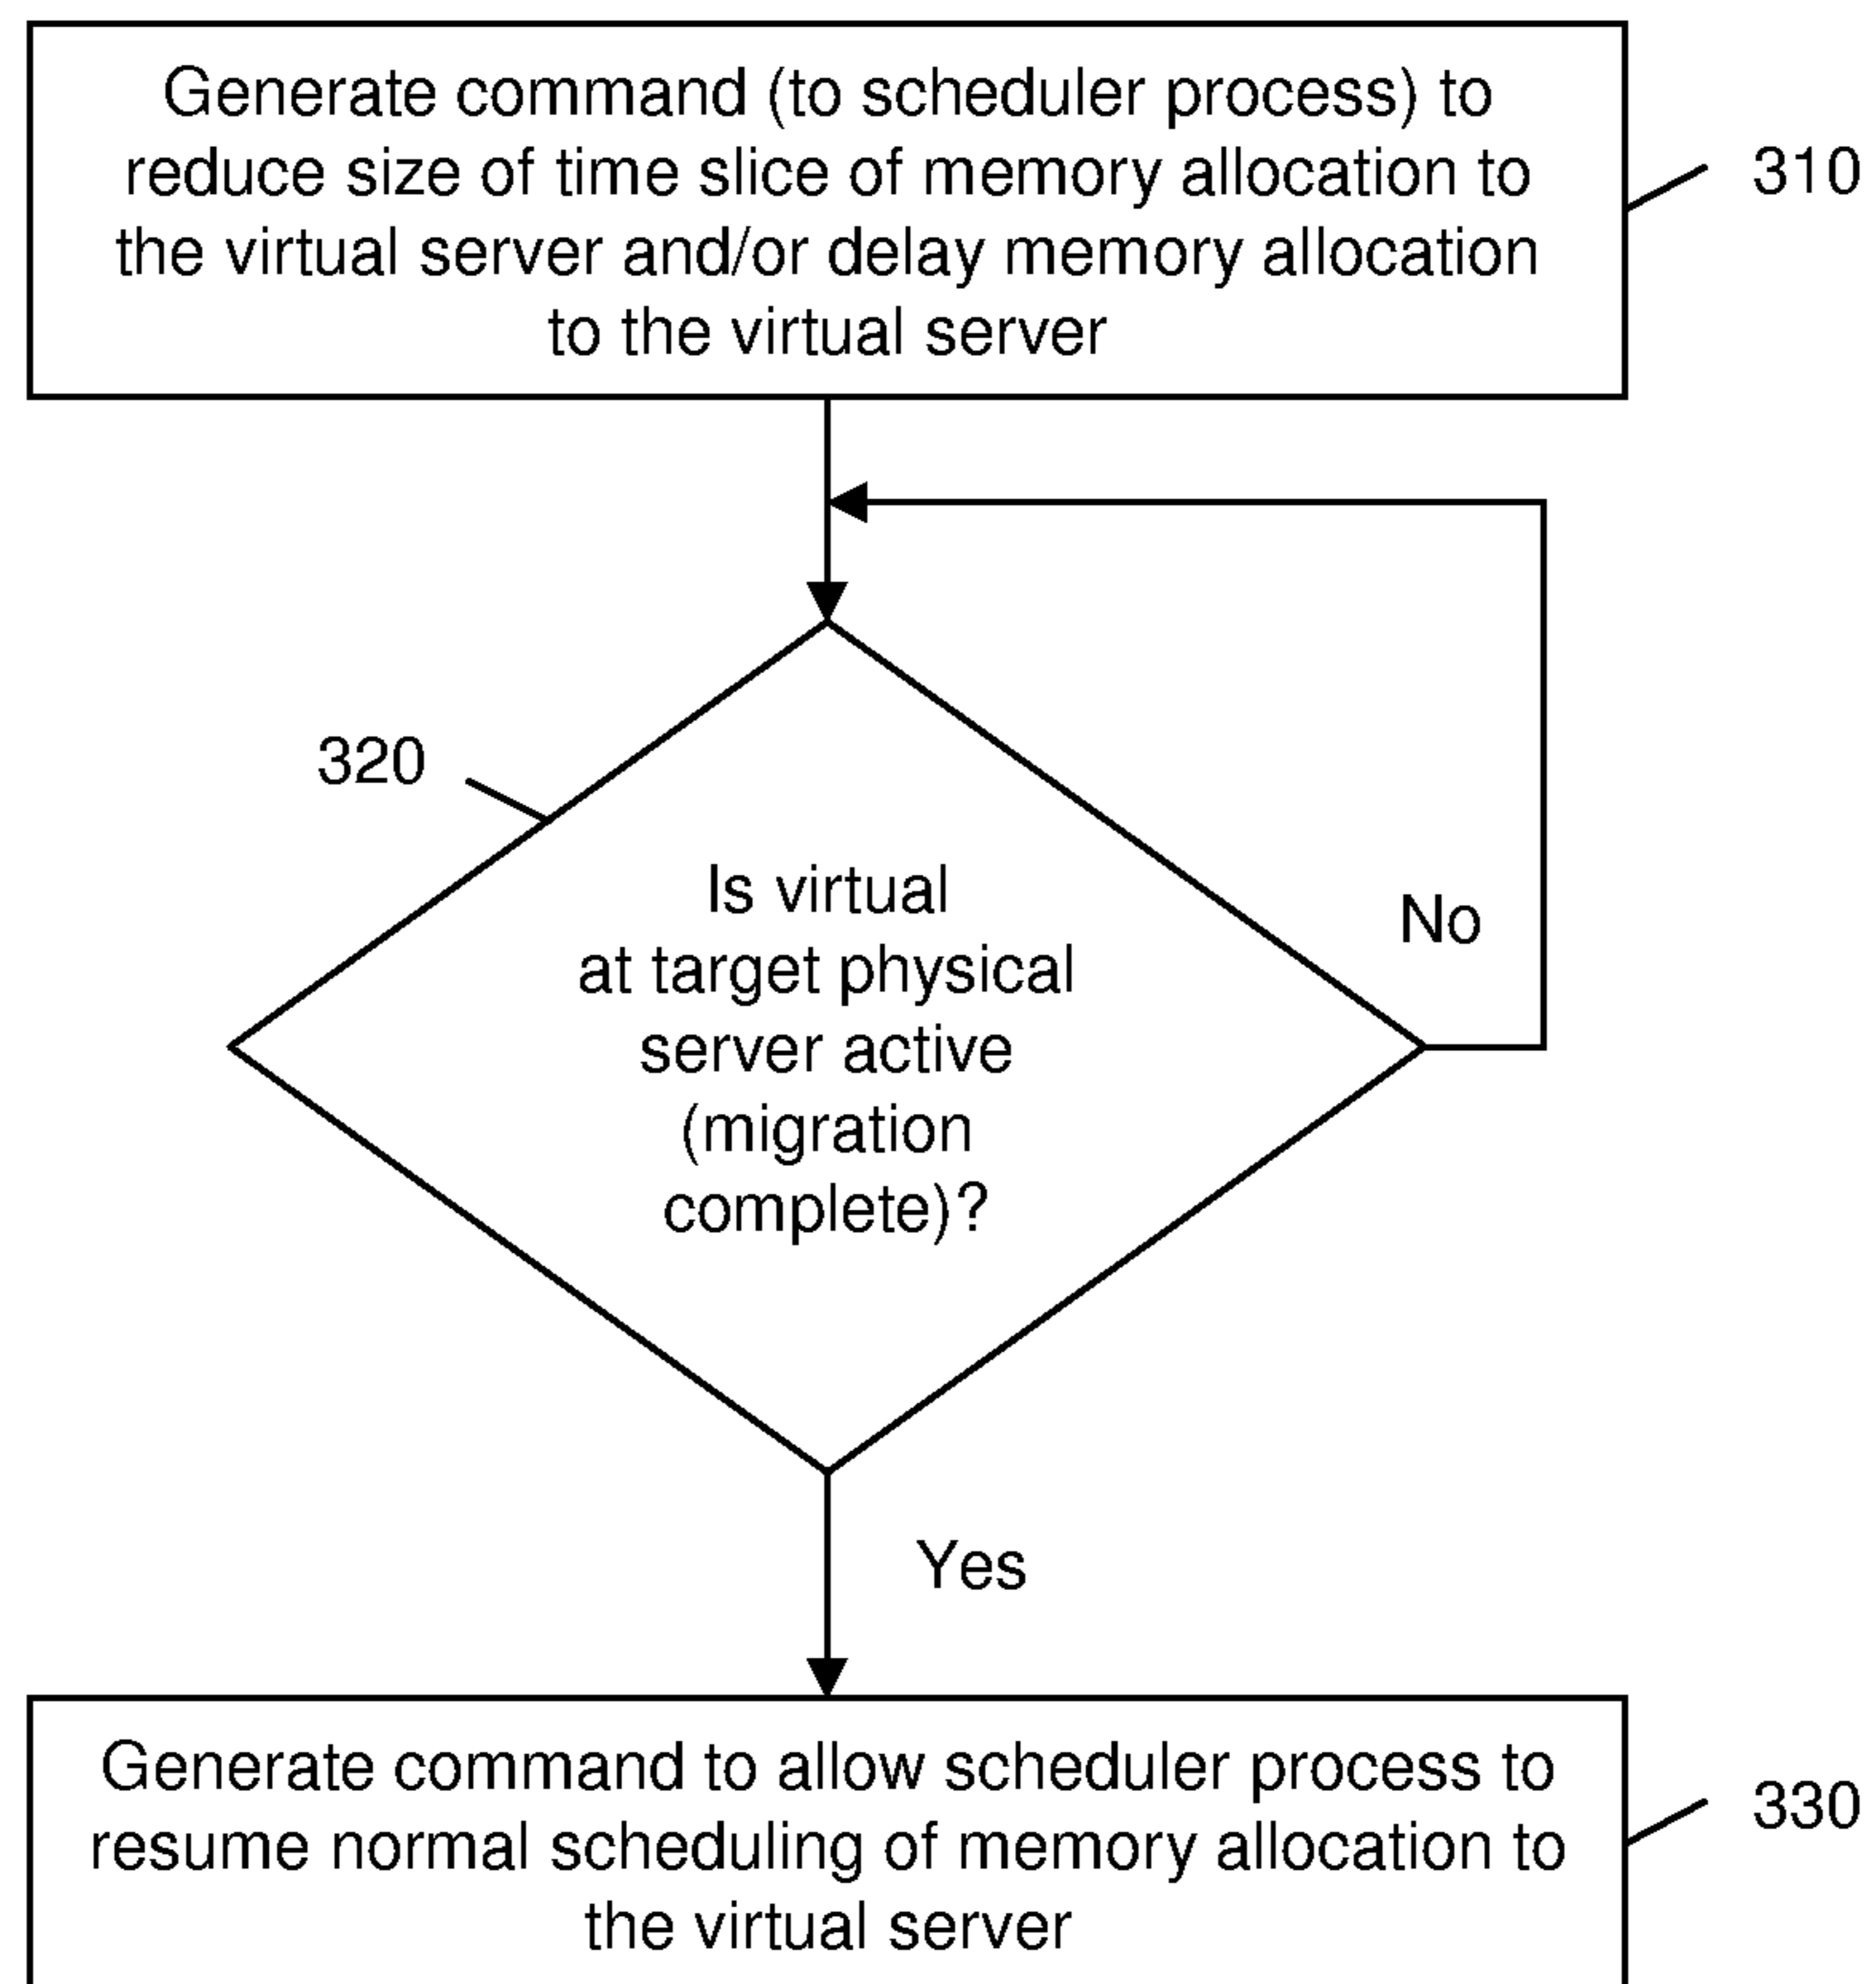 Generate command (to scheduler process) to
reduce size of time slice of memory allocation to
the virtual server and/or delay memory allocation
to the virtual server
310
320
Is virtual
at target physical
server active
(migration
complete)?
No
Yes
Generate command to allow scheduler process to
resume normal scheduling of memory allocation to
the virtual server
330